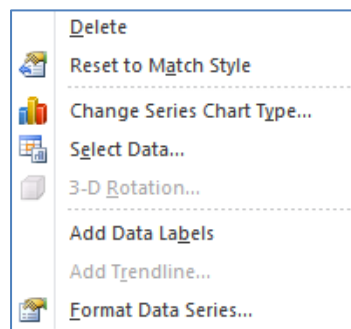 Delete
Reset to Match Style
Change Series Chart Type...
Select Data...
3-D Rotation...
Add Data Labels
Add Trendline...
Format Data Series...